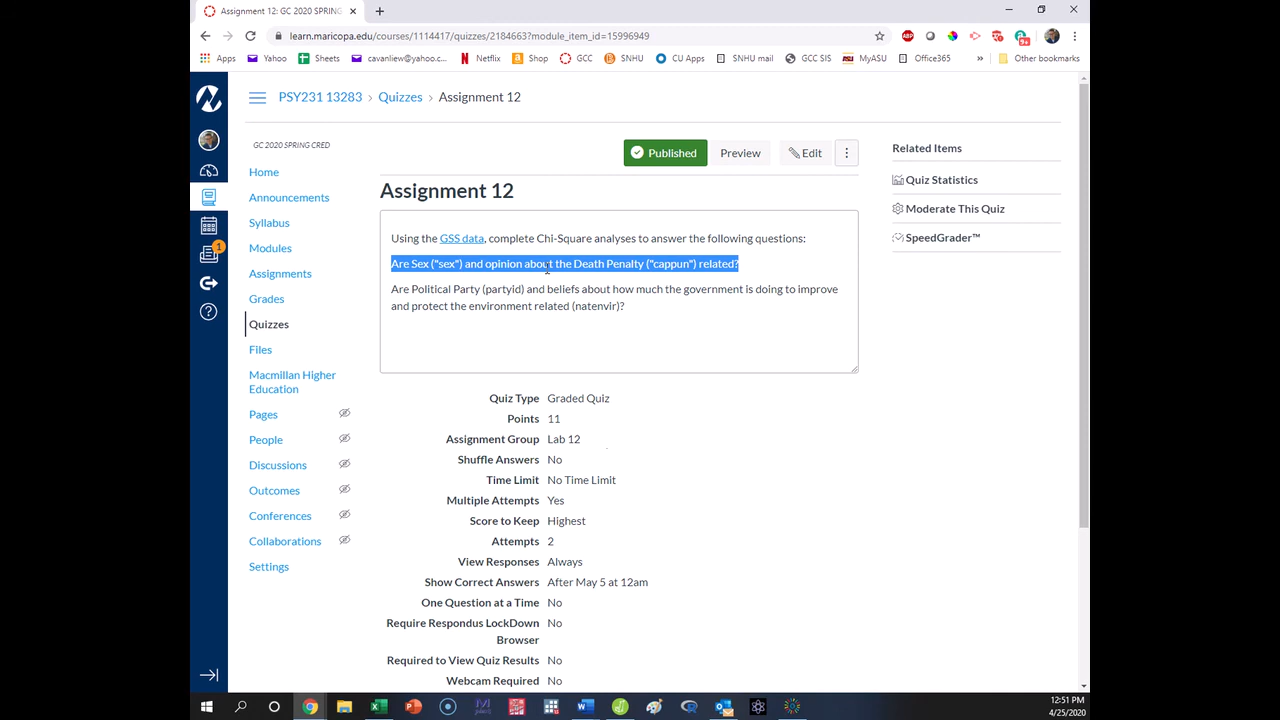 Assignment 12: GC 2020 SPRING
learn.maricopa.edu/courses/1114417/quizzes/2184663?module_item_id=15996949
Apps Yahoo Sheets cavanliew@yahoo.c... Netflix Shop GCC SNHU CU Apps SNHU mail GCC SIS MyASU Office365 » Other bookmarks
ABP
9+
PSY231 13283 › Quizzes › Assignment 12
GC 2020 SPRING CRED
Home
Announcements
Syllabus
Modules
Assignments
Grades
Quizzes
Files
Macmillan Higher
Education
Pages
People
Discussions
Outcomes
Conferences
Collaborations
Settings
1
Published Preview Edit
Assignment 12
Using the GSS data, complete Chi-Square analyses to answer the following questions:
Are Sex ("sex") and opinion about the Death Penalty ("cappun") related?
Are Political Party (partyid) and beliefs about how much the government is doing to improve
and protect the environment related (natenvir)?
Quiz Type Graded Quiz
Points 11
Assignment Group Lab 12
Shuffle Answers No
Time Limit No Time Limit
Multiple Attempts Yes
Score to Keep Highest
Attempts 2
View Responses Always
Show Correct Answers After May 5 at 12am
One Question at a Time No
Require Respondus LockDown No
Browser
Required to View Quiz Results No
Webcam Required No
Related Items
Quiz Statistics
Moderate This Quiz
SpeedGrader™
12:51 PM
4/25/2020